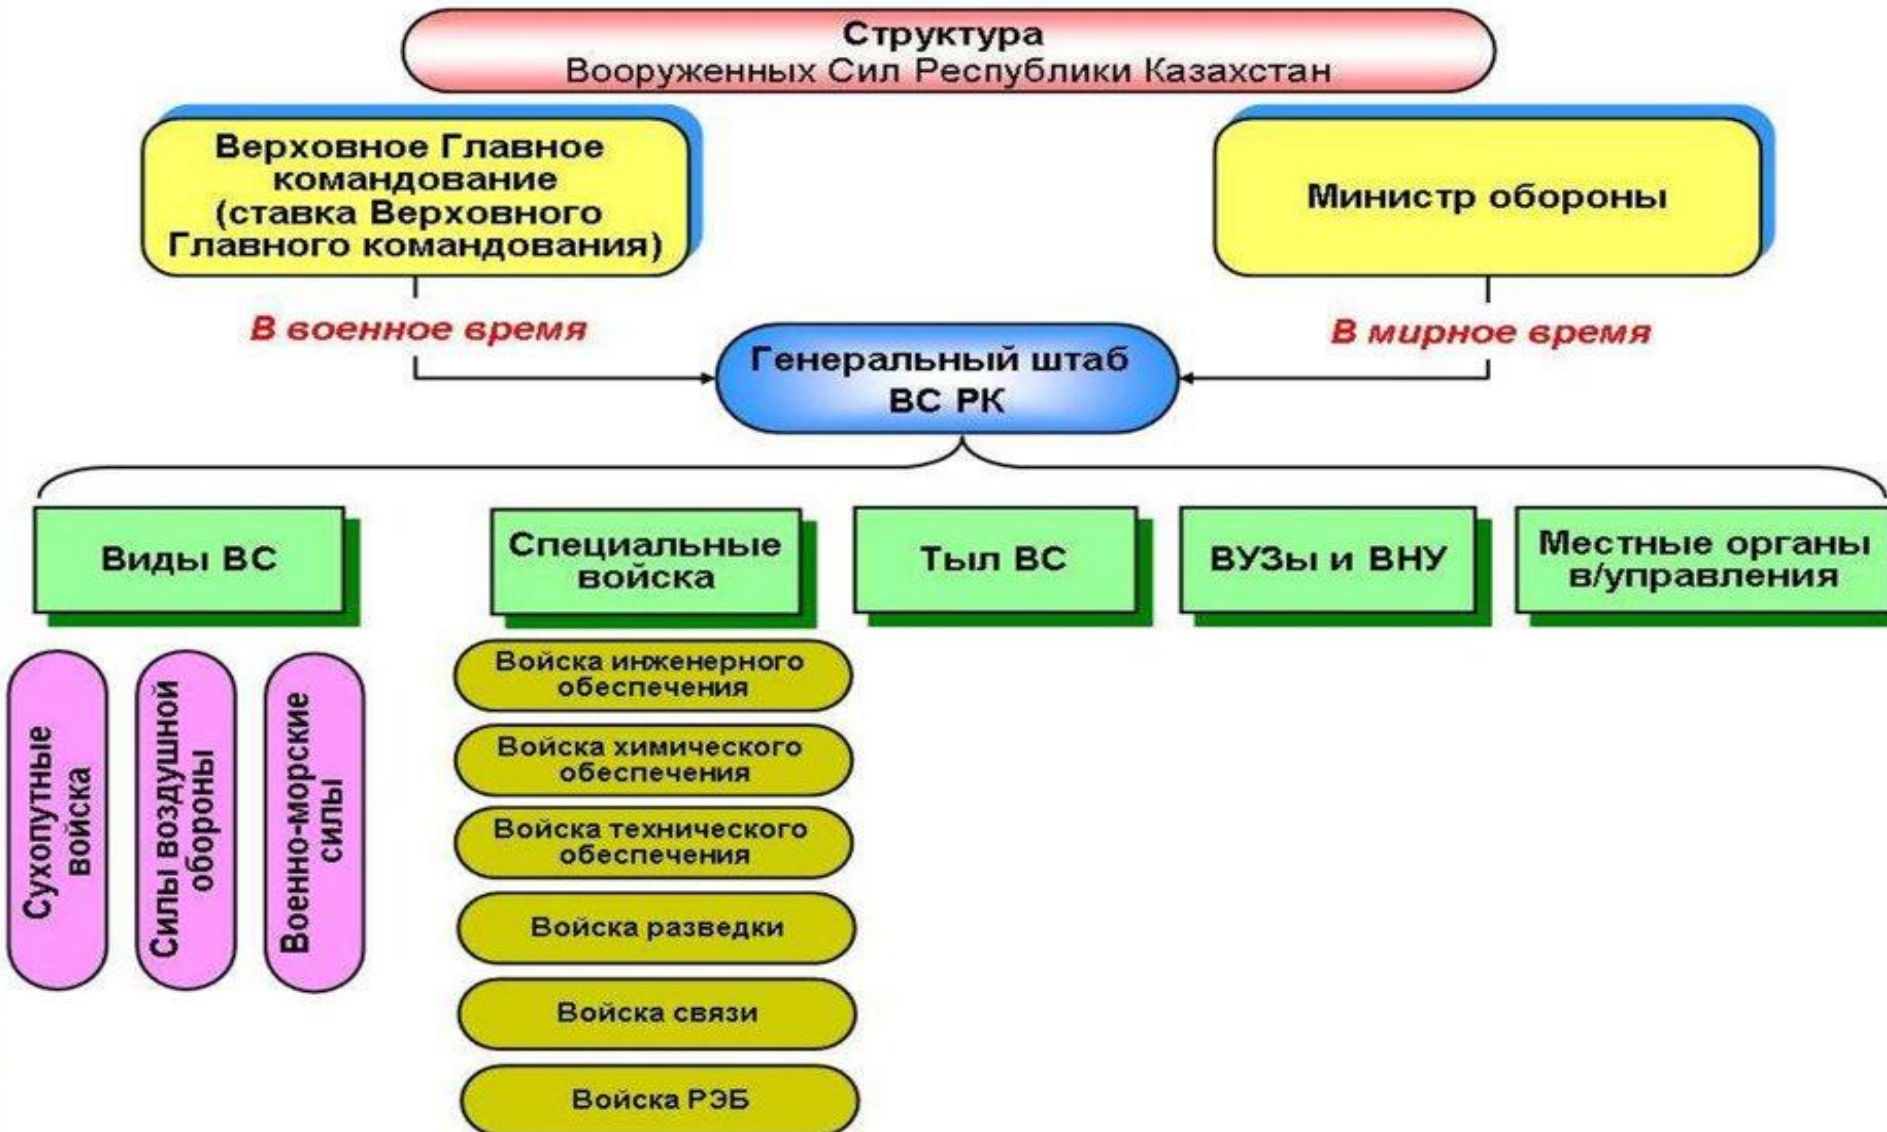 Структура
Вооруженных Сил Республики Казахстан
Верховное Главное
командование
(ставка Верховного
Главного командования)
Министр обороны
В военное время
В мирное время
Генеральный штаб
ВС РК
Виды ВС
Специальные
войска
Тыл ВС
ВУЗы и ВНУ
Местные органы
в/управления
Сухопутные
войска
Силы воздушной
обороны
Военно-морские
силы
Войска инженерного
обеспечения
Войска химического
обеспечения
Войска технического
обеспечения
Войска разведки
Войска связи
Войска РЭБ